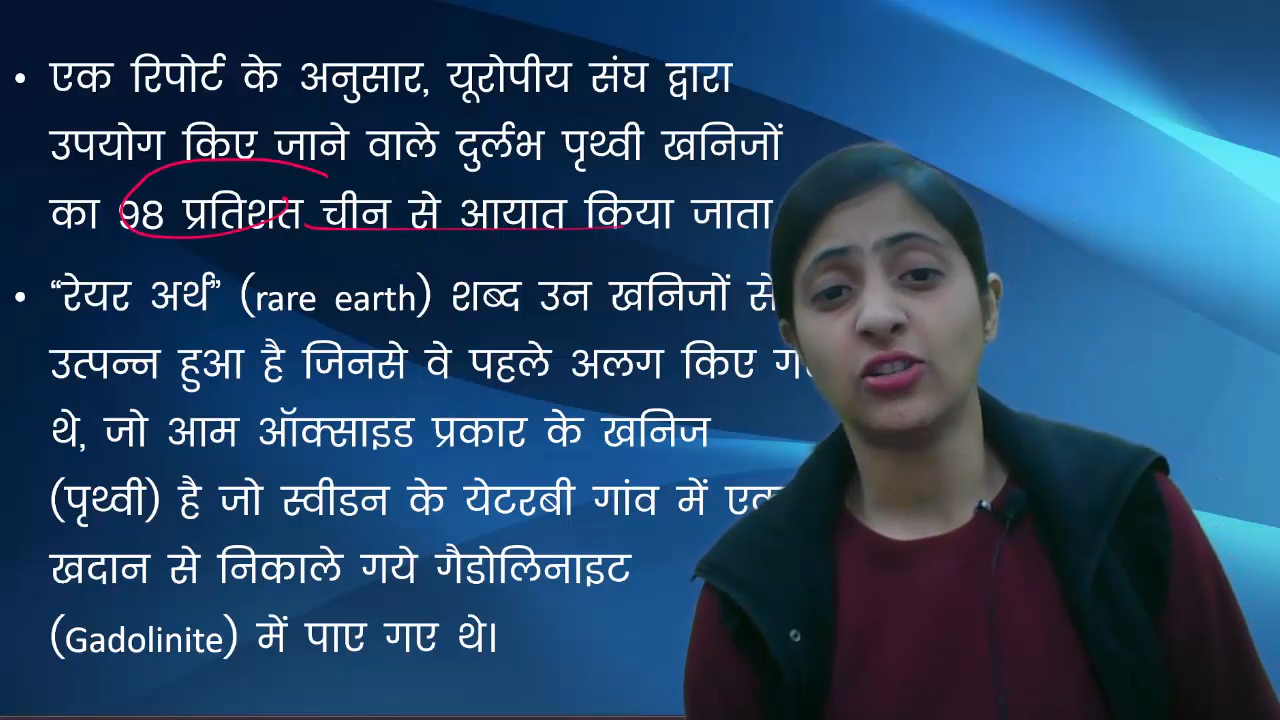 • एक रिपोर्ट के अनुसार, यूरोपीय संघ द्वारा
उपयोग किए जाने वाले दुर्लभ पृथ्वी खनिजों
का 98 प्रतिशत चीन से आयात किया जाता
• “रेयर अर्थ” (rare earth) शब्द उन खनिजों से
उत्पन्न हुआ है जिनसे वे पहले अलग किए
थे, जो आम ऑक्साइड प्रकार के खनिज
(पृथ्वी) है जो स्वीडन के येटरबी गांव में
खदान से निकाले गये गैडोलिनाइट
(Gadolinite) में पाए गए थे।